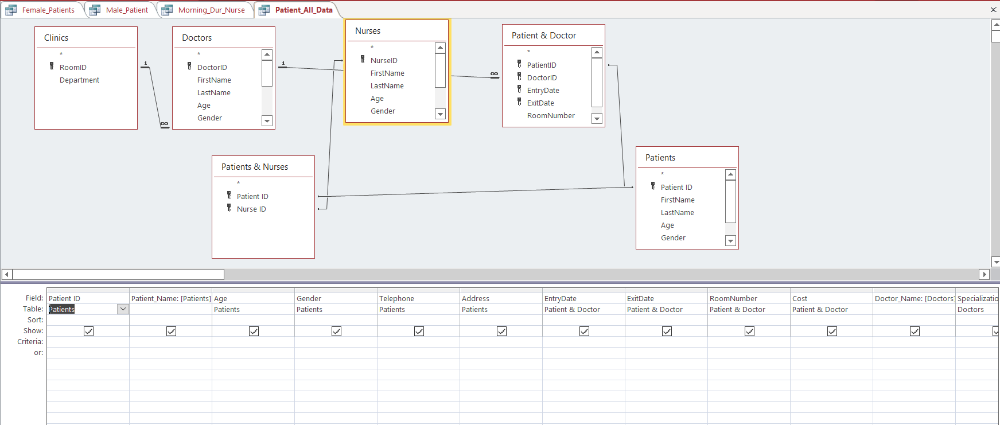 Female_Patients Male_Patient Morning_Dur_Nurse Patient_All_Data
Clinics
*
RoomID
Department
1
∞
Doctors
*
DoctorID
FirstName
LastName
Age
Gender
1
∞
Nurses
*
NurseID
FirstName
LastName
Age
Gender
Patient & Doctor
*
PatientID
DoctorID
EntryDate
ExitDate
RoomNumber
Patients & Nurses
*
Patient ID
Nurse ID
Patients
*
Patient ID
FirstName
LastName
Age
Gender
Field: Patient ID Patient_Name: [Patients] Age Gender Telephone Address EntryDate ExitDate RoomNumber Cost Doctor_Name: [Doctors] Specializatio
Table: Patients Patients Patients Patients Patients Patient & Doctor Patient & Doctor Patient & Doctor Patient & Doctor Doctors
Sort:
Show:
Criteria:
or: